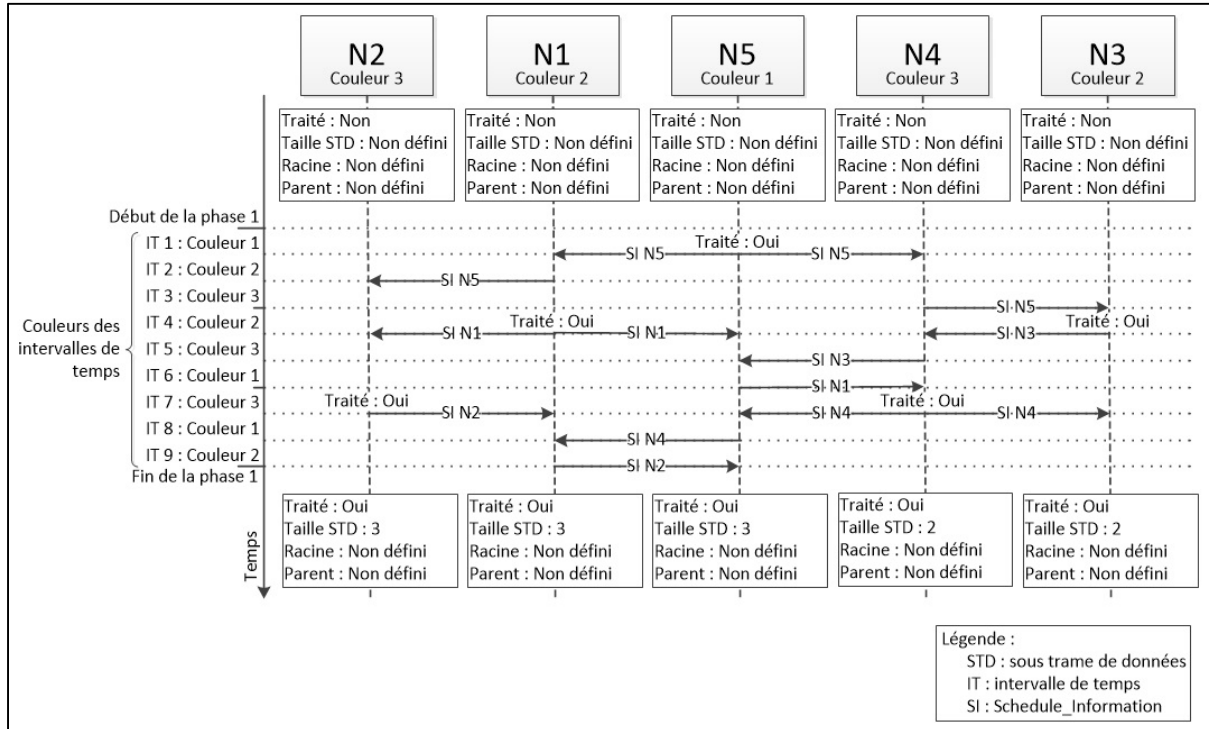 N2
Couleur 3
N1
Couleur 2
N5
Couleur 1
N4
Couleur 3
N3
Couleur 2
Traité : Non
Taille STD : Non défini
Racine : Non défini
Parent : Non défini
Traité : Non
Taille STD : Non défini
Racine : Non défini
Parent : Non défini
Traité : Non
Taille STD : Non défini
Racine : Non défini
Parent : Non défini
Traité : Non
Taille STD : Non défini
Racine : Non défini
Parent : Non défini
Traité : Non
Taille STD : Non défini
Racine : Non défini
Parent : Non défini
Début de la phase 1
Couleurs des
intervalles de
temps
IT 1 : Couleur 1
Traité : Oui
SI N5 SI N5
IT 2 : Couleur 2
SI N5
IT 3 : Couleur 3
SI N5
IT 4 : Couleur 2
Traité : Oui
SI N1 SI N1
SI N3 Traité : Oui
IT 5 : Couleur 3
SI N3
IT 6 : Couleur 1
SI N1
IT 7 : Couleur 3
Traité : Oui
SI N2
Traité : Oui
SI N4 SI N4
IT 8 : Couleur 1
SI N4
IT 9 : Couleur 2
SI N2
Fin de la phase 1
Temps
Traité : Oui
Taille STD : 3
Racine : Non défini
Parent : Non défini
Traité : Oui
Taille STD : 3
Racine : Non défini
Parent : Non défini
Traité : Oui
Taille STD : 3
Racine : Non défini
Parent : Non défini
Traité : Oui
Taille STD : 2
Racine : Non défini
Parent : Non défini
Traité : Oui
Taille STD : 2
Racine : Non défini
Parent : Non défini
Légende :
STD : sous trame de données
IT : intervalle de temps
SI : Schedule_Information